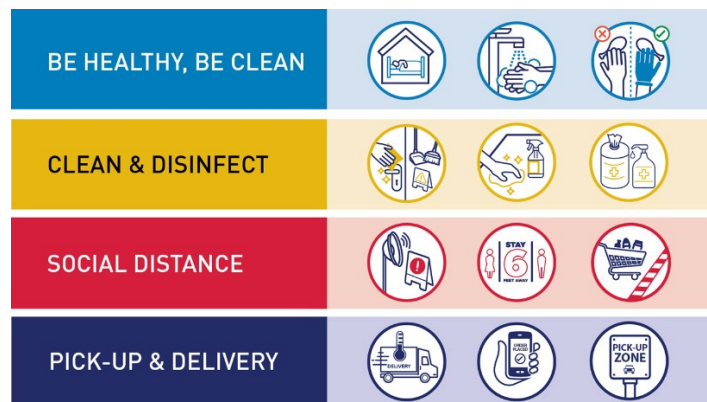 BE HEALTHY, BE CLEAN
CLEAN & DISINFECT
SOCIAL DISTANCE
STAY
6
FEET AWAY
PICK-UP & DELIVERY
DELIVERY
ORDER
PLACED
PICK-UP
ZONE